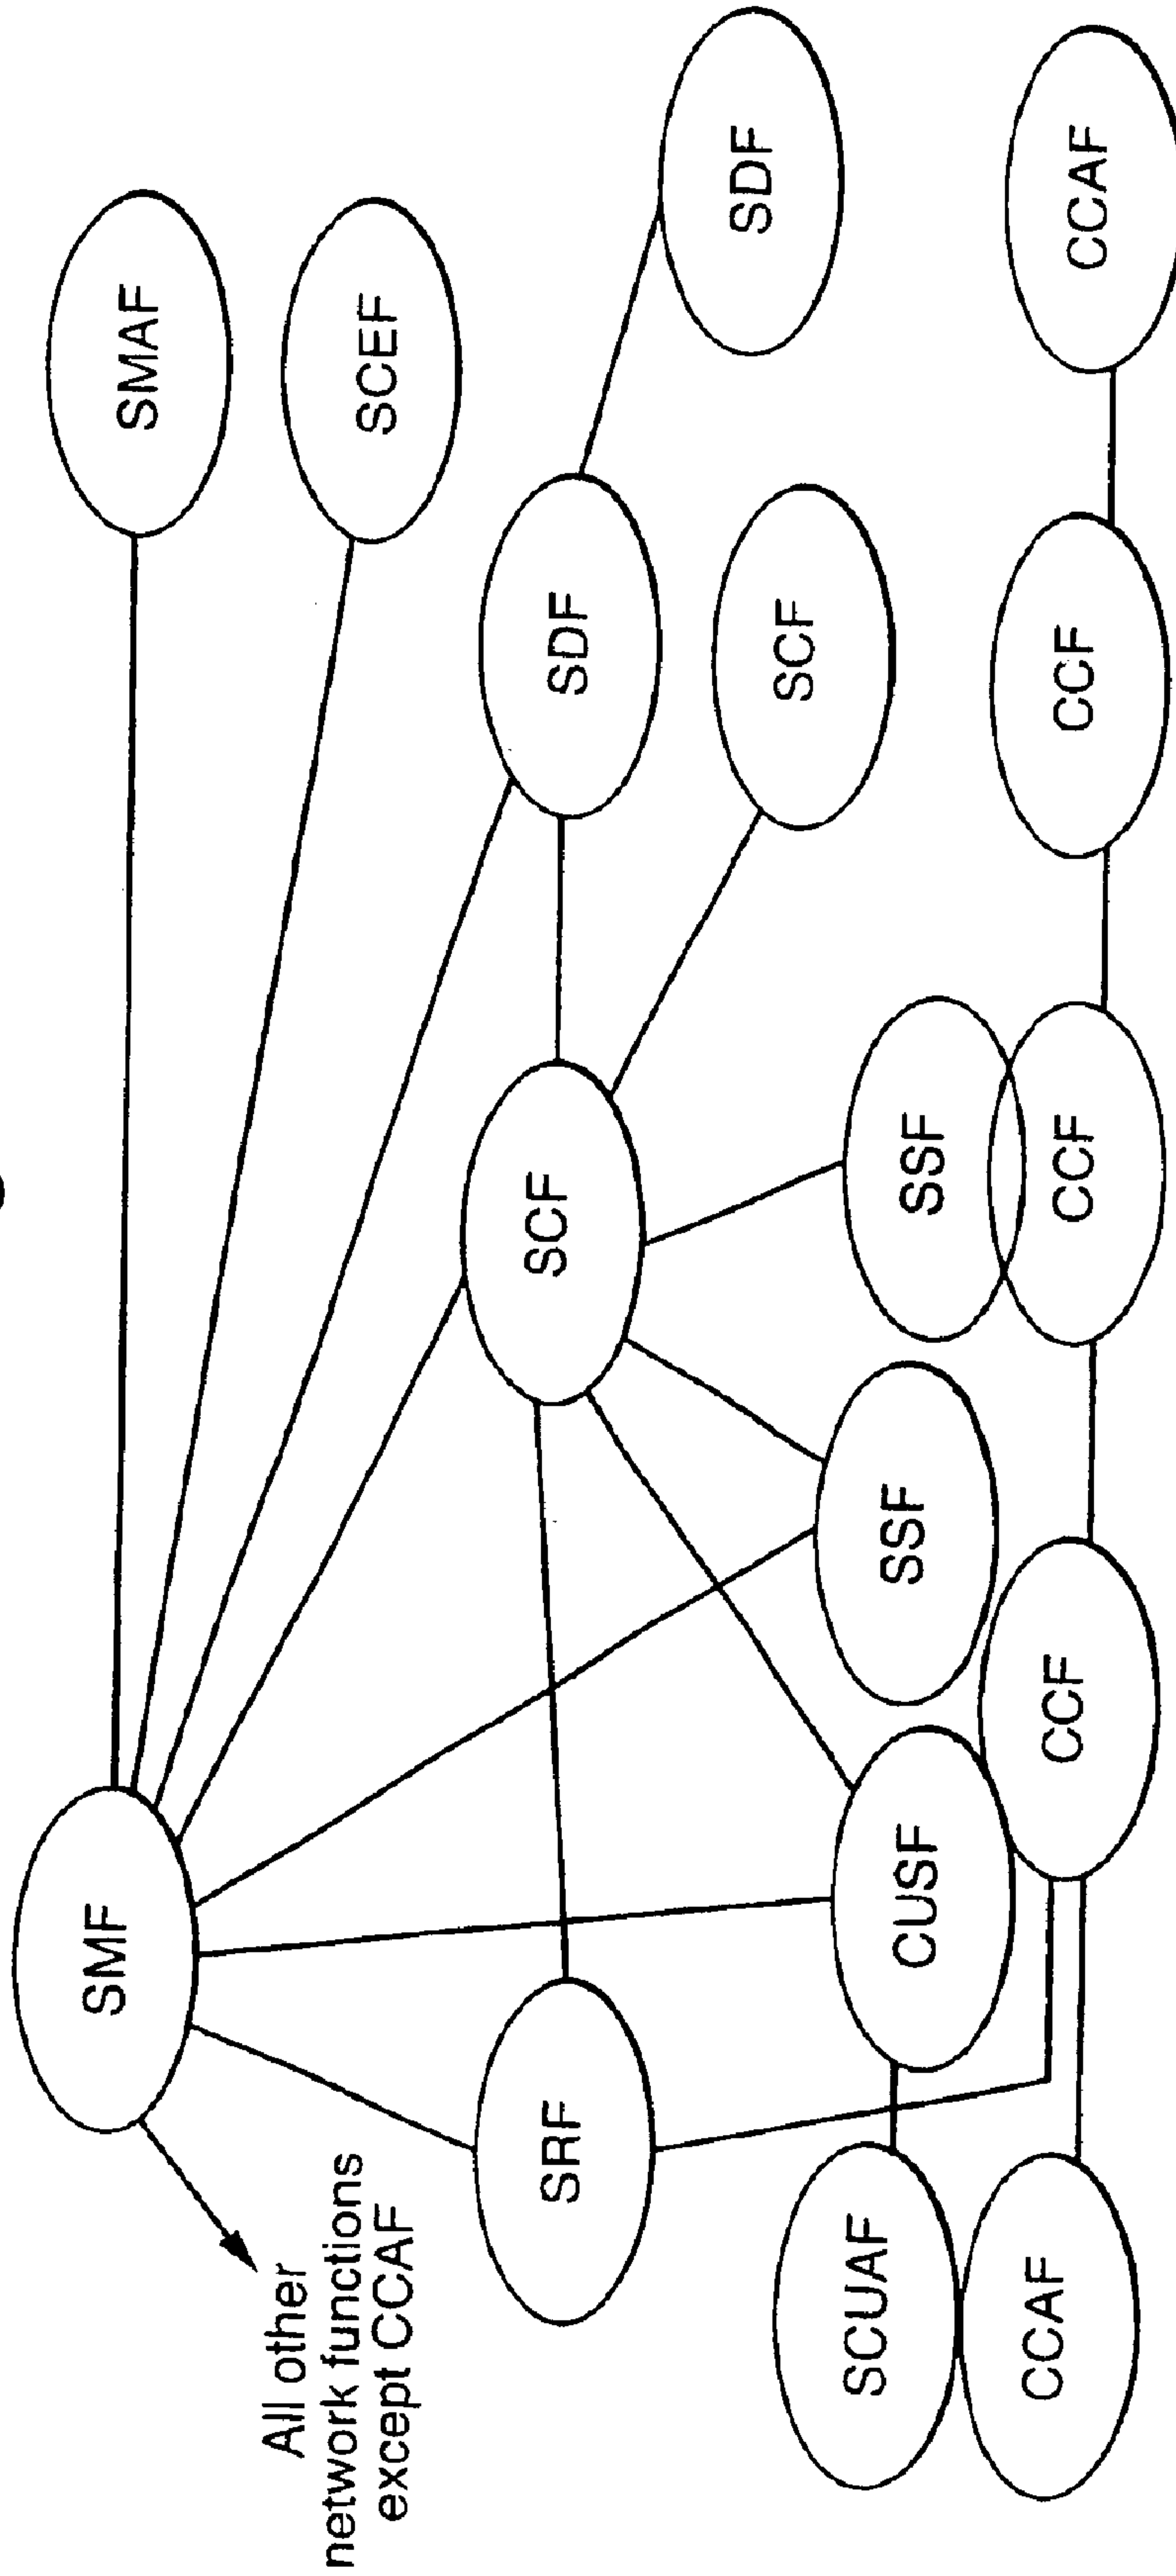 SMF
SMAF
All other
network functions
except CCAF
SCEF
SRF
SCF
SDF
SDF
SCF
SCUAF
CUSF
SSF
SSF
CCAF
CCF
CCF
CCF
CCAF